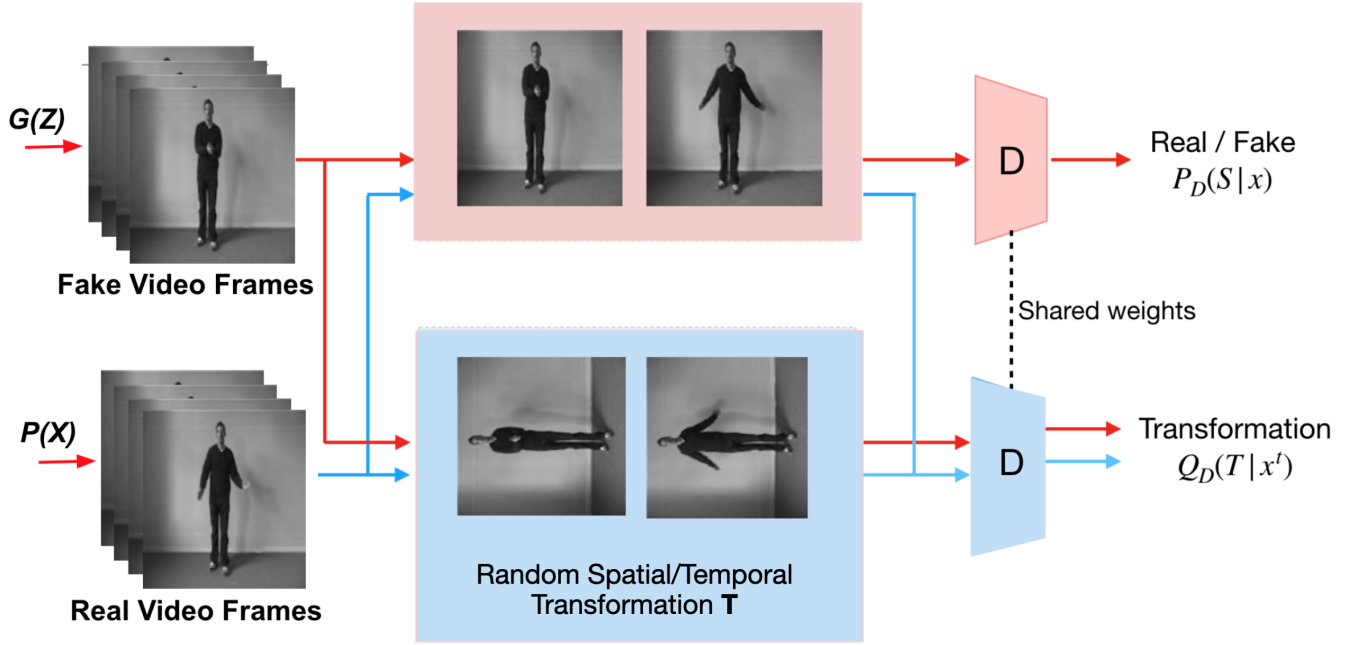 G(Z)
Fake Video Frames
P(X)
Real Video Frames
Random Spatial/Temporal
Transformation T
D
Real / Fake
P_D(S|x)
Shared weights
D
Transformation
Q_D(T|x^t)